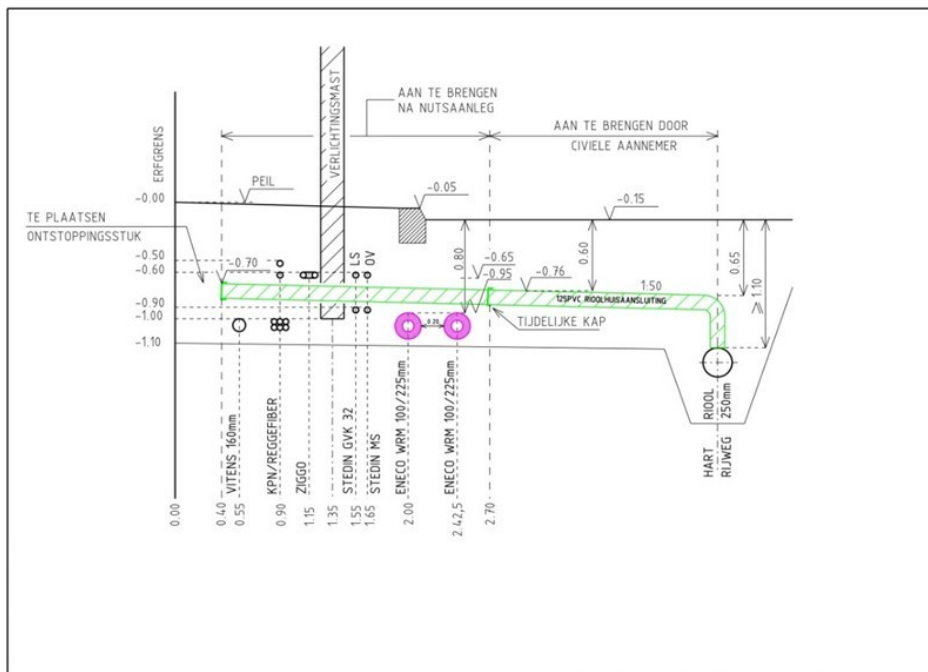 AAN TE BRENGEN
NA NUTSAANLEG
AAN TE BRENGEN DOOR
CIVIELE AANNEMER
VERLICHTINGSMAST
ERFGRENS
PEIL
-0.00
-0.05
-0.15
TE PLAATSEN
ONTSTOPPINGSSTUK
-0.50
-0.60
-0.70
-0.90
-1.00
-1.10
LS
OV
0.80
-0.65
-0.95
0.60
-0.76
1.50
125PVC RIOOLHUISAANSLUITING
0.65
⩾1.10
TIJDELIJKE KAP
0.20
VITENS 160mm
KPN/REGGEFIBER
ZIGGO
STEDIN GVK 32
STEDIN MS
ENECO WRM 100/225mm
ENECO WRM 100/225mm
RIOOL
250mm
HART
RIJWEG
0.00
0.40
0.55
0.90
1.15
1.35
1.55
1.65
2.00
2.42,5
2.70